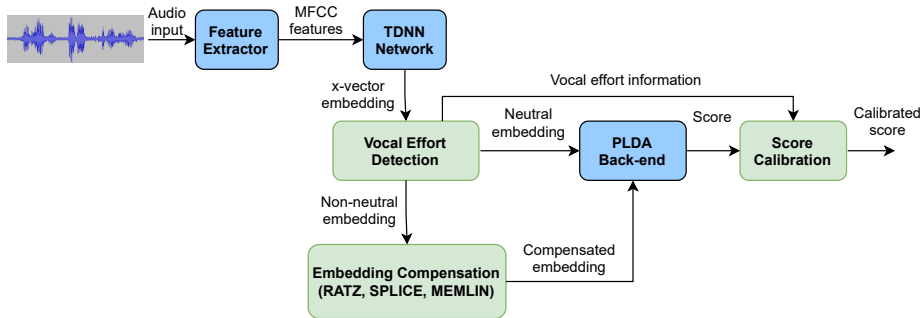 Audio
input
Feature
Extractor
MFCC
features
TDNN
Network
x-vector
embedding
Vocal effort information
Vocal Effort
Detection
Neutral
embedding
PLDA
Back-end
Score
Score
Calibration
Calibrated
score
Non-neutral
embedding
Embedding Compensation
(RATZ, SPLICE, MEMLIN)
Compensated
embedding